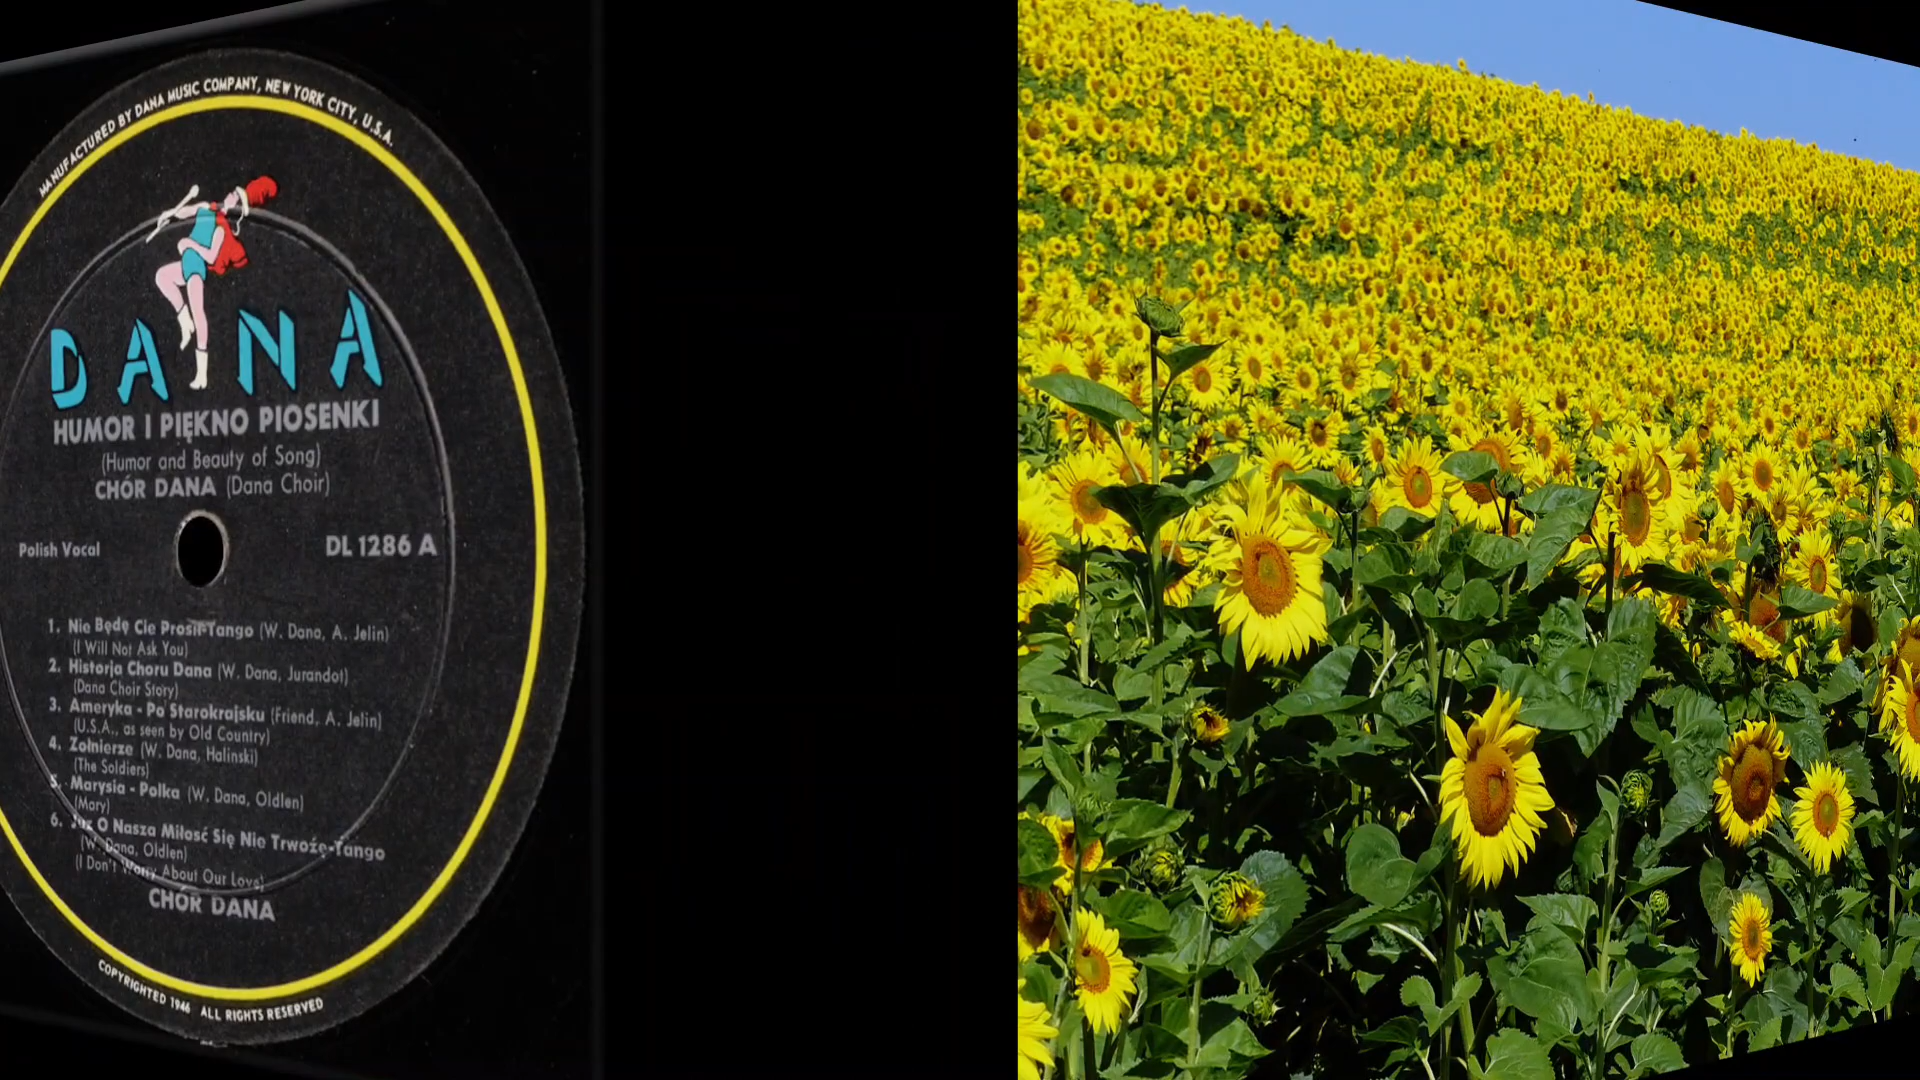 MANUFACTURED BY DANA MUSIC COMPANY, NEW YORK CITY, U.S.A.
DANA
HUMOR I PIĘKNO PIOSENKI
(Humor and Beauty of Song)
CHÓR DANA (Dana Choir)
Polish Vocal
DL 1286 A
1. Nie Będę Cie Prosił-Tango (W. Dana, A. Jelin)
(I Will Not Ask You)
2. Historja Choru Dana (W. Dana, Jurandot)
(Dana Choir Story)
3. Ameryka - Po Starokrajsku (Friend, A. Jelin)
(U.S.A., as seen by Old Country)
4. Zołnierze (W. Dana, Halinski)
(The Soldiers)
5. Marysia - Polka (W. Dana, Oldlen)
(Mary)
6. Juz O Nasza Miłość Się Nie Trwożę-Tango
(W. Dana, Oldlen)
(I Don't Worry About Our Love)
CHÓR DANA
COPYRIGHTED 1946 ALL RIGHTS RESERVED